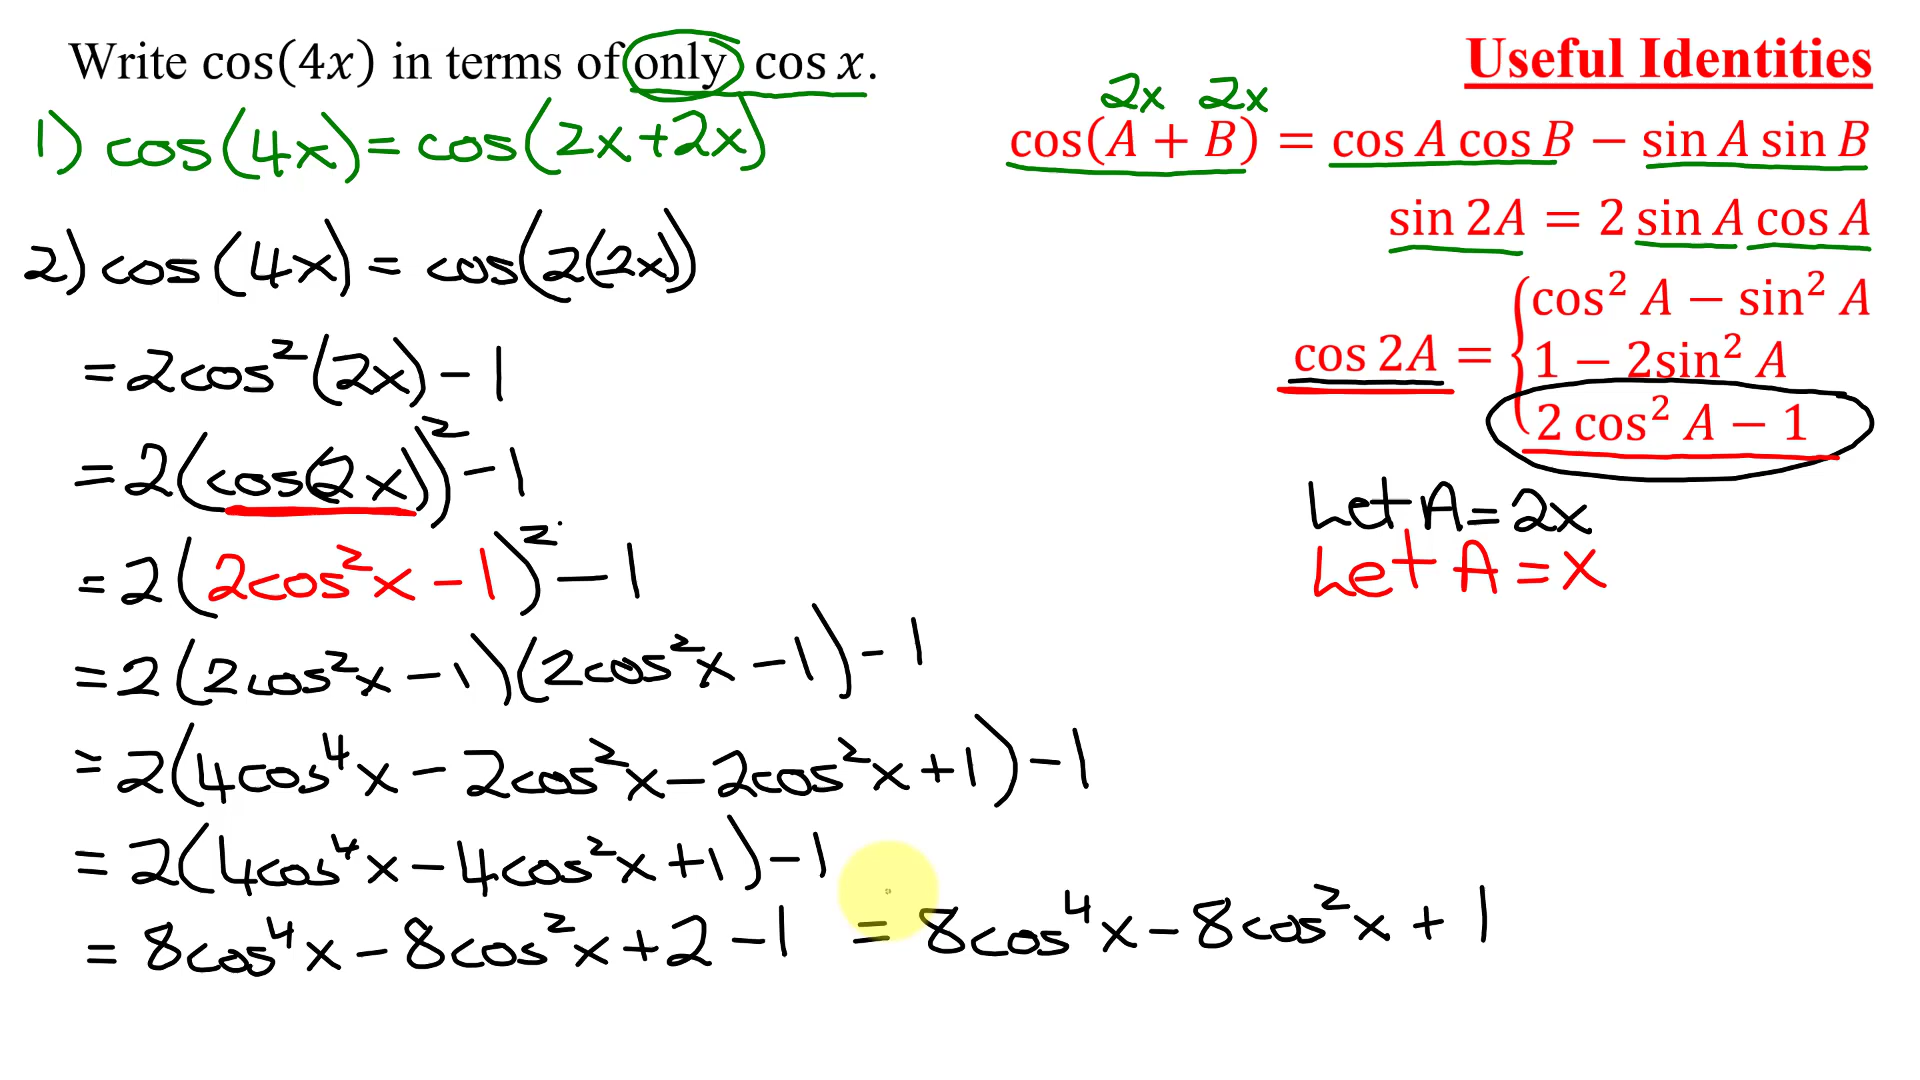 Write cos(4x) in terms of only cos x.
1) cos(4x) = cos(2x+2x)
2) cos(4x) = cos(2(2x))
= 2cos²(2x) - 1
= 2(cos(2x))² - 1
= 2(2cos²x - 1)² - 1
= 2(2cos²x - 1)(2cos²x - 1) - 1
= 2(4cos⁴x - 2cos²x - 2cos²x + 1) - 1
= 2(4cos⁴x - 4cos²x + 1) - 1
= 8cos⁴x - 8cos²x + 2 - 1 = 8cos⁴x - 8cos²x + 1
Useful Identities
2x 2x
cos(A + B) = cos A cos B − sin A sin B
sin 2A = 2 sin A cos A
cos 2A = {
cos² A − sin² A
1 − 2sin² A
2 cos² A − 1
Let A = 2x
Let A = x